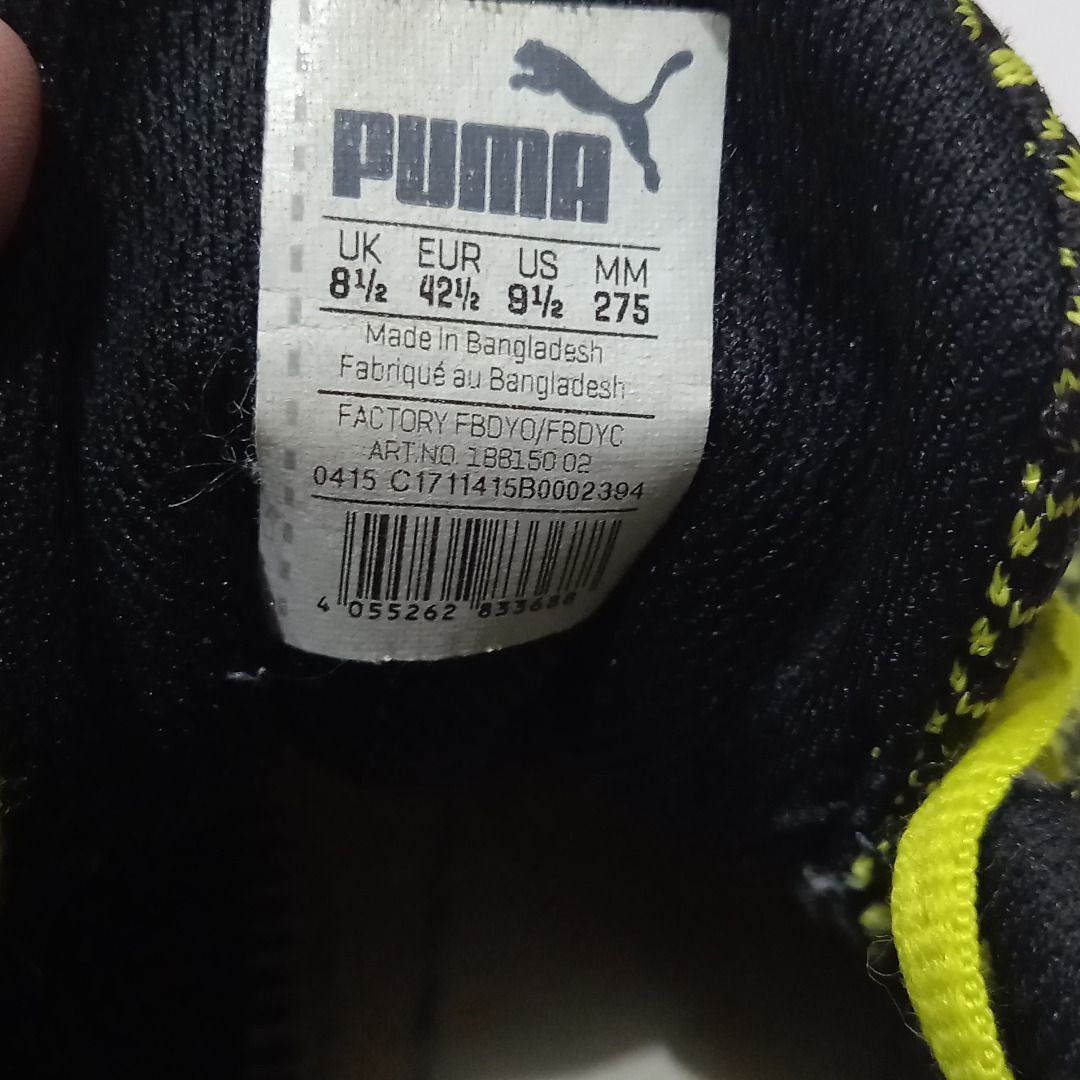 PUMA
UK EUR US MM
8½ 42½ 9½ 275
Made In Bangladesh
Fabriqué au Bangladesh
FACTORY FBDYO/FBDYC
ART.NO. 188150 02
0415 C1711415B0002394
4 055262 833688